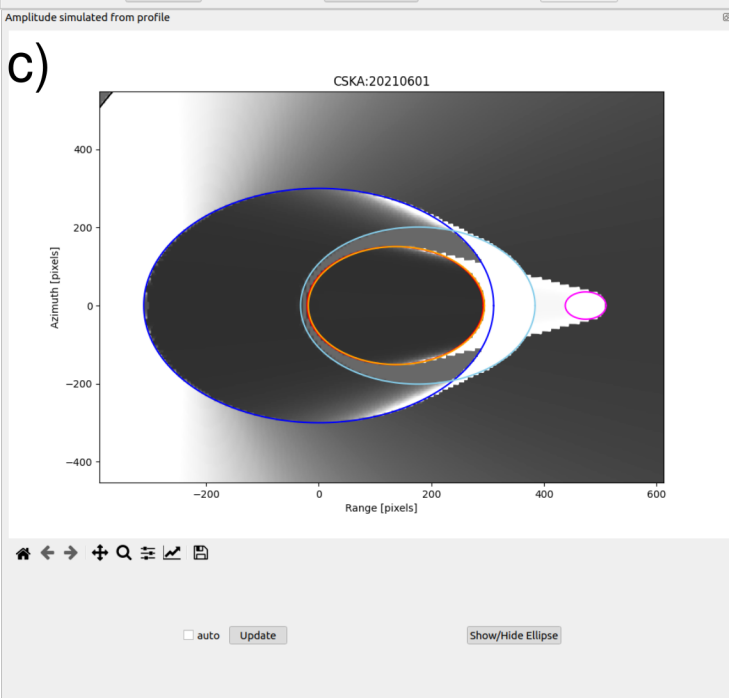 Amplitude simulated from profile
c)
CSKA:20210601
400
200
0
−200
−400
Azimuth [pixels]
−200 0 200 400 600
Range [pixels]
auto Update Show/Hide Ellipse